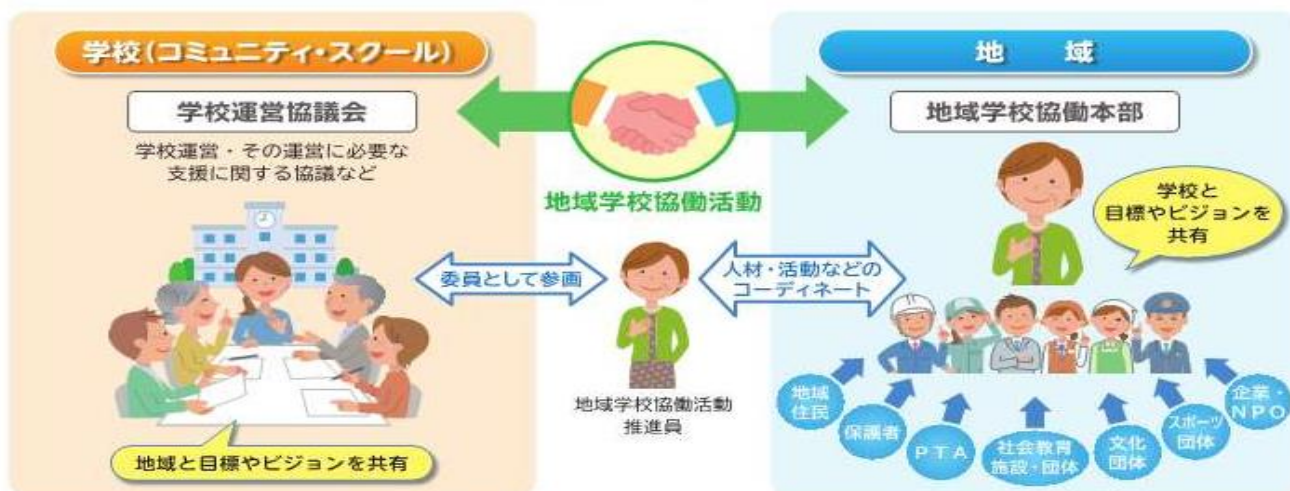 学校（コミュニティ・スクール）
学校運営協議会
学校運営・その運営に必要な
支援に関する協議など
地域と目標やビジョンを共有
地域学校協働活動
委員として参画
人材・活動などの
コーディネート
地域学校協働活動
推進員
地　域
地域学校協働本部
学校と
目標やビジョンを
共有
地域
住民
保護者
PTA
社会教育
施設・団体
文化
団体
スポーツ
団体
企業・
NPO